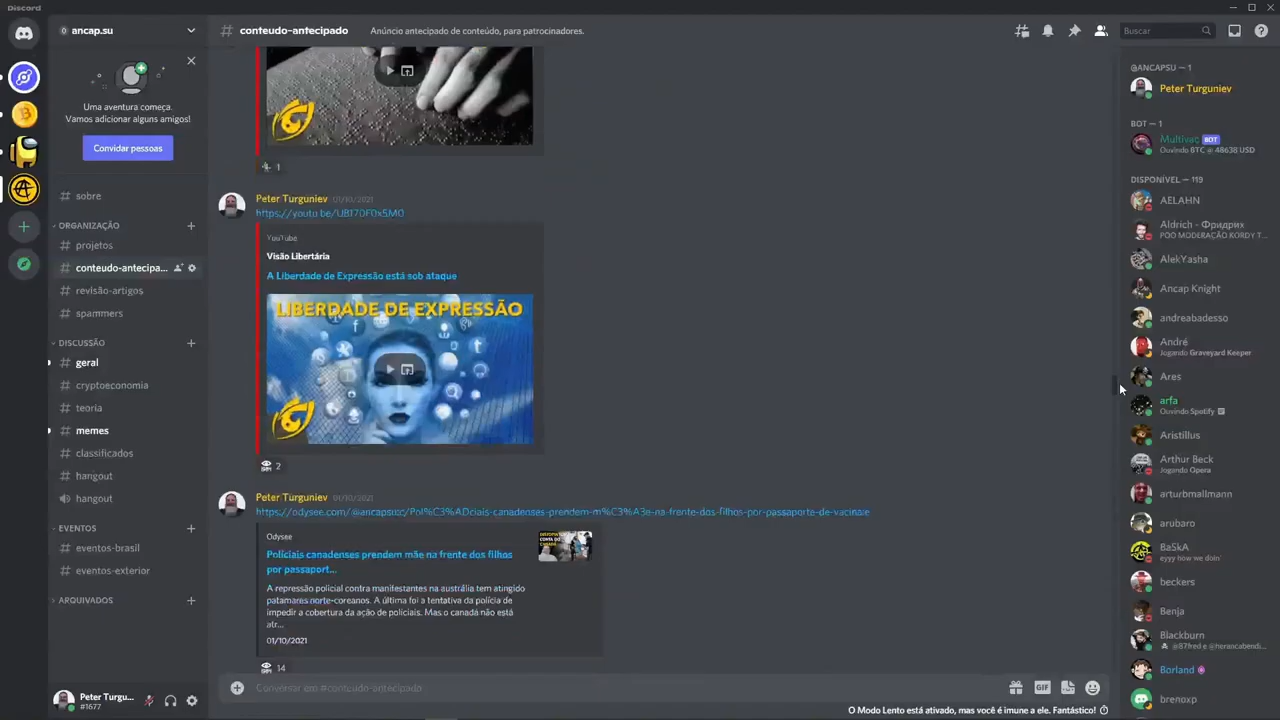 Discord
ancap.su
Uma aventura começa.
Vamos adicionar alguns amigos!
Convidar pessoas
sobre
ORGANIZAÇÃO
projetos
conteudo-antecipa...
revisão-artigos
spammers
DISCUSSÃO
geral
cryptoeconomia
teoria
memes
classificados
hangout
hangout
EVENTOS
eventos-brasil
eventos-exterior
ARQUIVADOS
Peter Turgu...
#1677
# conteudo-antecipado Anúncio antecipado de conteúdo, para patrocinadores.
Buscar
1
Peter Turguniev 01/10/2021
YouTube
Visão Libertária
A Liberdade de Expressão está sob ataque
LIBERDADE DE EXPRESSÃO
2
Peter Turguniev 01/10/2021
https://odysee.com/@ancapsu:c/Pol%C3%ADciais-canadenses-prendem-m%C3%A3e-na-frente-dos-filhos-por-passaporte-de-vacina:e
Odysee
Políciais canadenses prendem mãe na frente dos filhos
por passaport...
A repressão policial contra manifestantes na austrália tem atingido
patamares norte-coreanos. A última foi a tentativa da polícia de
impedir a cobertura da ação de policiais. Mas o canadá não está
atr...
01/10/2021
14
Conversar em #conteudo-antecipado
GIF
O Modo Lento está ativado, mas você é imune a ele. Fantástico!
@ANCAPSU — 1
Peter Turguniev
BOT — 1
Multivac BOT
Ouvindo BTC @ 48638 USD
DISPONÍVEL — 119
AELAHN
Aldrich - Фридрих
POD MODERAÇÃO KORDY T...
AlekYasha
Ancap Knight
andreabadesso
André
Jogando Graveyard Keeper
Ares
arfa
Ouvindo Spotify
Aristillus
Arthur Beck
Jogando Opera
arturbmallmann
arubaro
BaSkA
eyyy how we doin'
beckers
Benja
Blackburn
@87fred e @herancabendi...
Borland
brenoxp